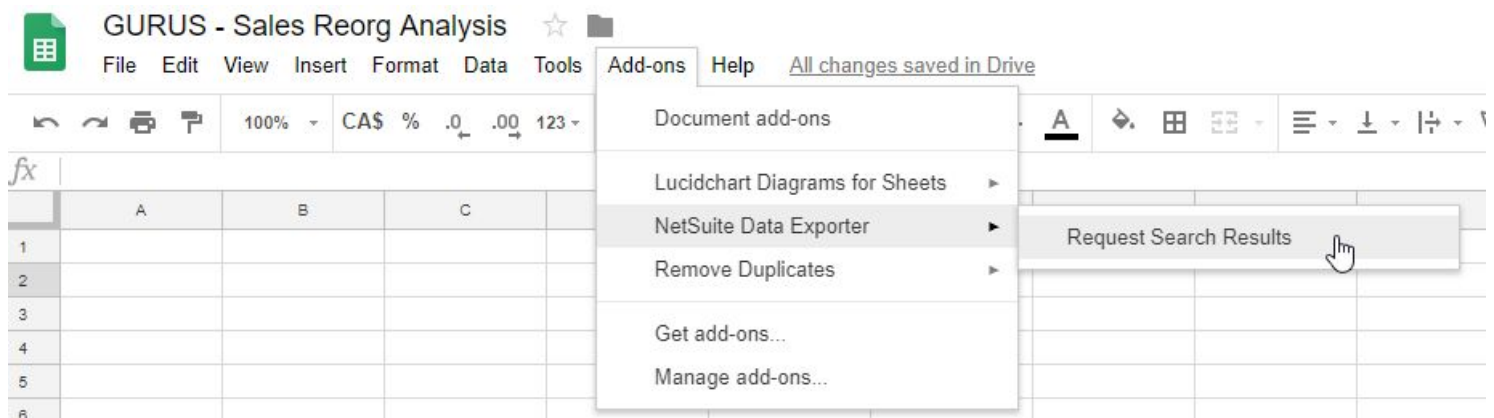 GURUS - Sales Reorg Analysis
File Edit View Insert Format Data Tools Add-ons Help All changes saved in Drive
100% CA$ % .0 .00 123 A
Document add-ons
fx
Lucidchart Diagrams for Sheets
A B C
NetSuite Data Exporter
Request Search Results
1
Remove Duplicates
2
3
Get add-ons...
4
Manage add-ons...
5
6